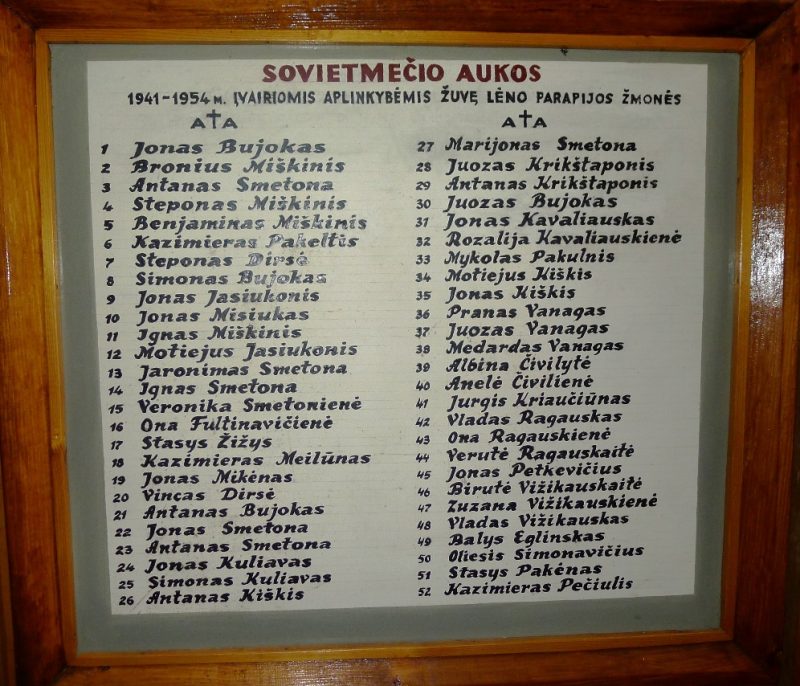 SOVIETMEČIO AUKOS
1941-1954 M. ĮVAIRIOMIS APLINKYBĖMIS ŽUVĘ LĖNO PARAPIJOS ŽMONĖS
A†A
1 Jonas Bujokas
2 Bronius Miškinis
3 Antanas Smetona
4 Steponas Miškinis
5 Benjaminas Miškinis
6 Kazimieras Pakeltis
7 Steponas Dirsė
8 Simonas Bujokas
9 Jonas Jasiukonis
10 Jonas Misiukas
11 Ignas Miškinis
12 Motiejus Jasiukonis
13 Jaronimas Smetona
14 Ignas Smetona
15 Veronika Smetonienė
16 Ona Fultinavičienė
17 Stasys Žižys
18 Kazimieras Meilūnas
19 Jonas Mikėnas
20 Vincas Dirsė
21 Antanas Bujokas
22 Jonas Smetona
23 Antanas Smetona
24 Jonas Kuliavas
25 Simonas Kuliavas
26 Antanas Kiškis
A†A
27 Marijonas Smetona
28 Juozas Krikštaponis
29 Antanas Krikštaponis
30 Juozas Bujokas
31 Jonas Kavaliauskas
32 Rozalija Kavaliauskienė
33 Mykolas Pakulnis
34 Motiejus Kiškis
35 Jonas Kiškis
36 Pranas Vanagas
37 Juozas Vanagas
38 Medardas Vanagas
39 Albina Čivilytė
40 Anelė Čivilienė
41 Jurgis Kriaučiūnas
42 Vladas Ragauskas
43 Ona Ragauskienė
44 Verutė Ragauskaitė
45 Jonas Petkevičius
46 Birutė Vižikauskaitė
47 Zuzana Vižikauskienė
48 Vladas Vižikauskas
49 Balys Eglinskas
50 Oliesis Simonavičius
51 Stasys Pakėnas
52 Kazimieras Pečiulis